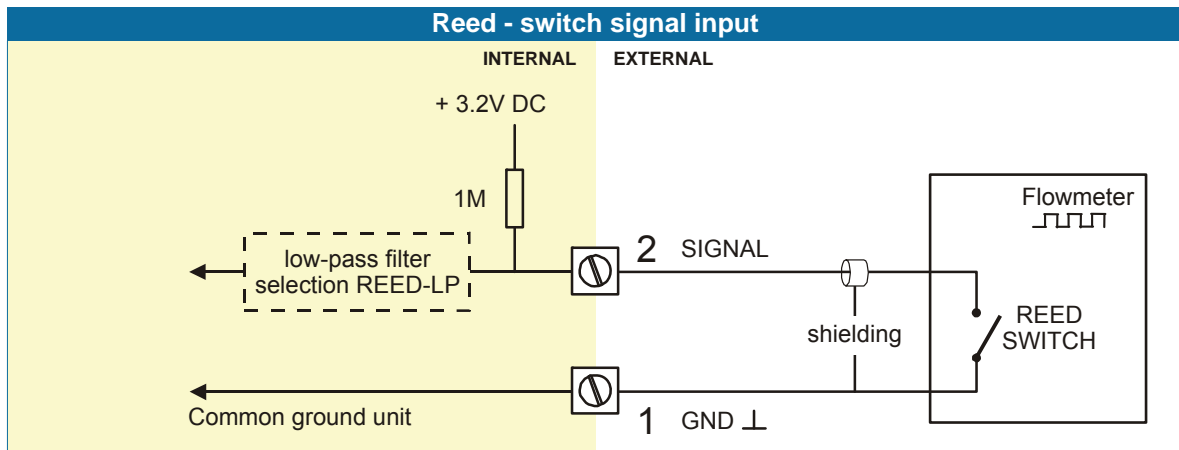 Reed - switch signal input
INTERNAL
EXTERNAL
+ 3.2V DC
1M
low-pass filter
selection REED-LP
2 SIGNAL
Flowmeter
shielding
REED
SWITCH
Common ground unit
1 GND ⊥